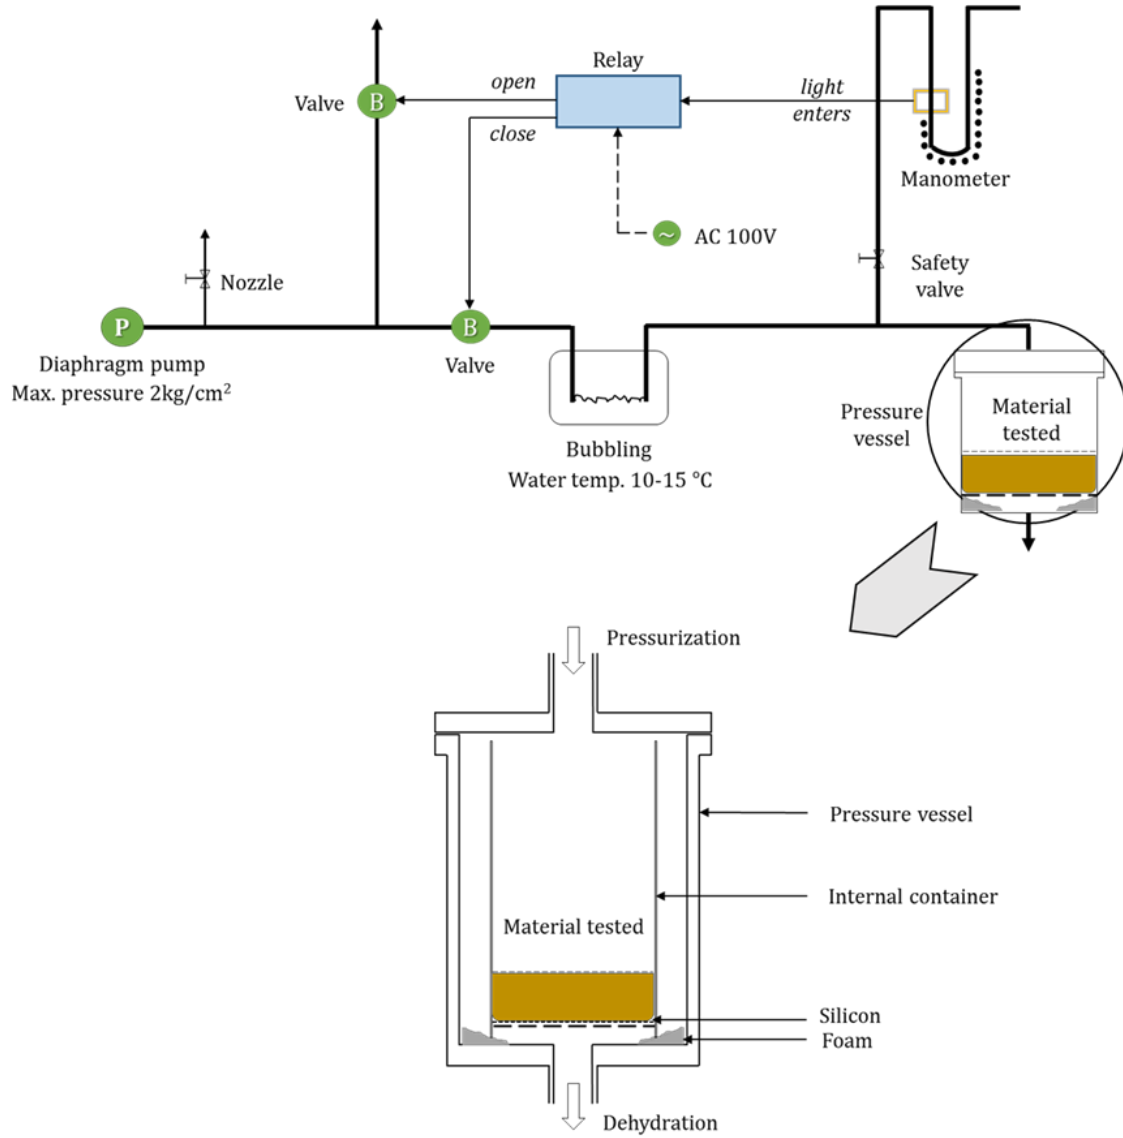 Relay
open
light
Valve
B
close
enters
Manometer
~
AC 100V
Nozzle
Safety
valve
P
B
Diaphragm pump
Max. pressure 2kg/cm²
Valve
Pressure
vessel
Material
tested
Bubbling
Water temp. 10-15 °C
Pressurization
Pressure vessel
Internal container
Material tested
Silicon
Foam
Dehydration